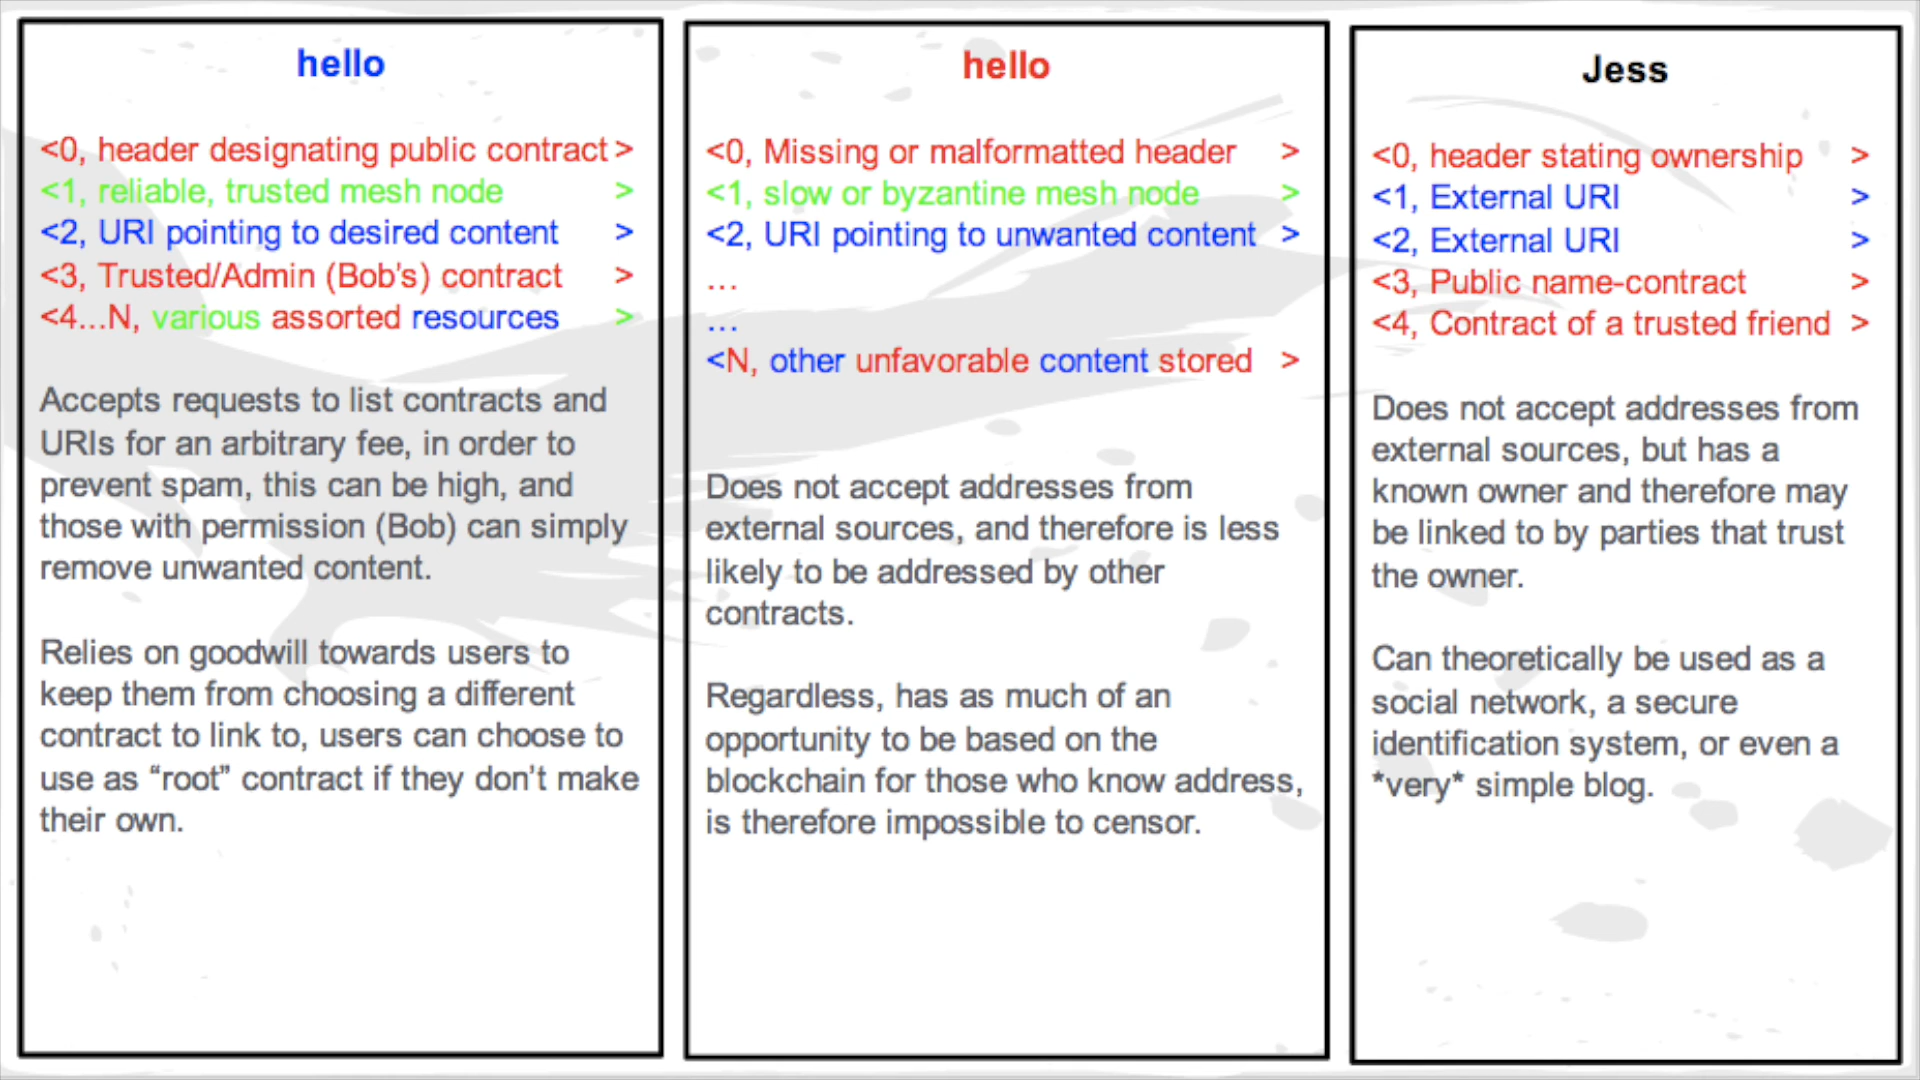 hello
<0, header designating public contract >
<1, reliable, trusted mesh node >
<2, URI pointing to desired content >
<3, Trusted/Admin (Bob's) contract >
<4...N, various assorted resources >
Accepts requests to list contracts and
URIs for an arbitrary fee, in order to
prevent spam, this can be high, and
those with permission (Bob) can simply
remove unwanted content.
Relies on goodwill towards users to
keep them from choosing a different
contract to link to, users can choose to
use as “root” contract if they don’t make
their own.
hello
<0, Missing or malformatted header >
<1, slow or byzantine mesh node >
<2, URI pointing to unwanted content >
...
...
<N, other unfavorable content stored >
Does not accept addresses from
external sources, and therefore is less
likely to be addressed by other
contracts.
Regardless, has as much of an
opportunity to be based on the
blockchain for those who know address,
is therefore impossible to censor.
Jess
<0, header stating ownership >
<1, External URI >
<2, External URI >
<3, Public name-contract >
<4, Contract of a trusted friend >
Does not accept addresses from
external sources, but has a
known owner and therefore may
be linked to by parties that trust
the owner.
Can theoretically be used as a
social network, a secure
identification system, or even a
*very* simple blog.